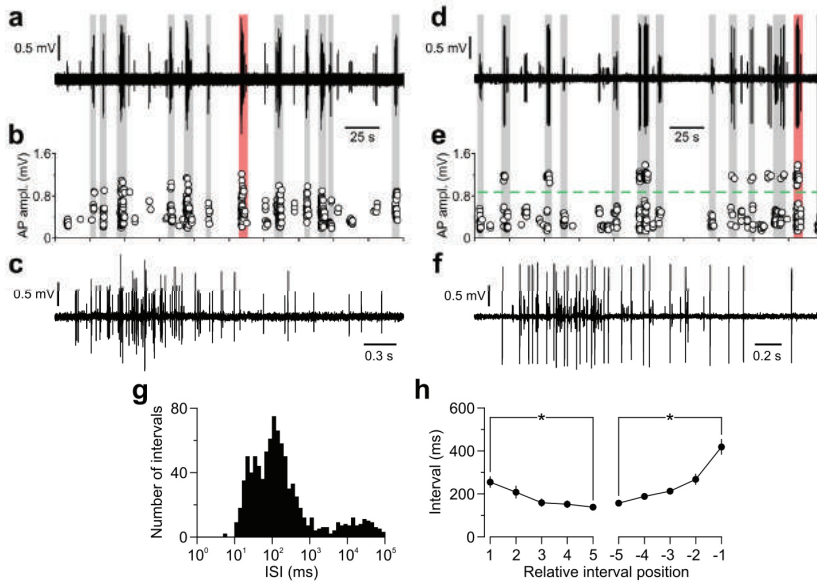 a
0.5 mV
25 s
b
AP ampl. (mV)
1.6
0.8
0
c
0.5 mV
0.3 s
d
0.5 mV
25 s
e
AP ampl. (mV)
1.6
0.8
0
f
0.5 mV
0.2 s
g
Number of intervals
80
40
0
10⁰ 10¹ 10² 10³ 10⁴ 10⁵
ISI (ms)
h
Interval (ms)
600
400
200
0
* *
1 2 3 4 5 -5 -4 -3 -2 -1
Relative interval position